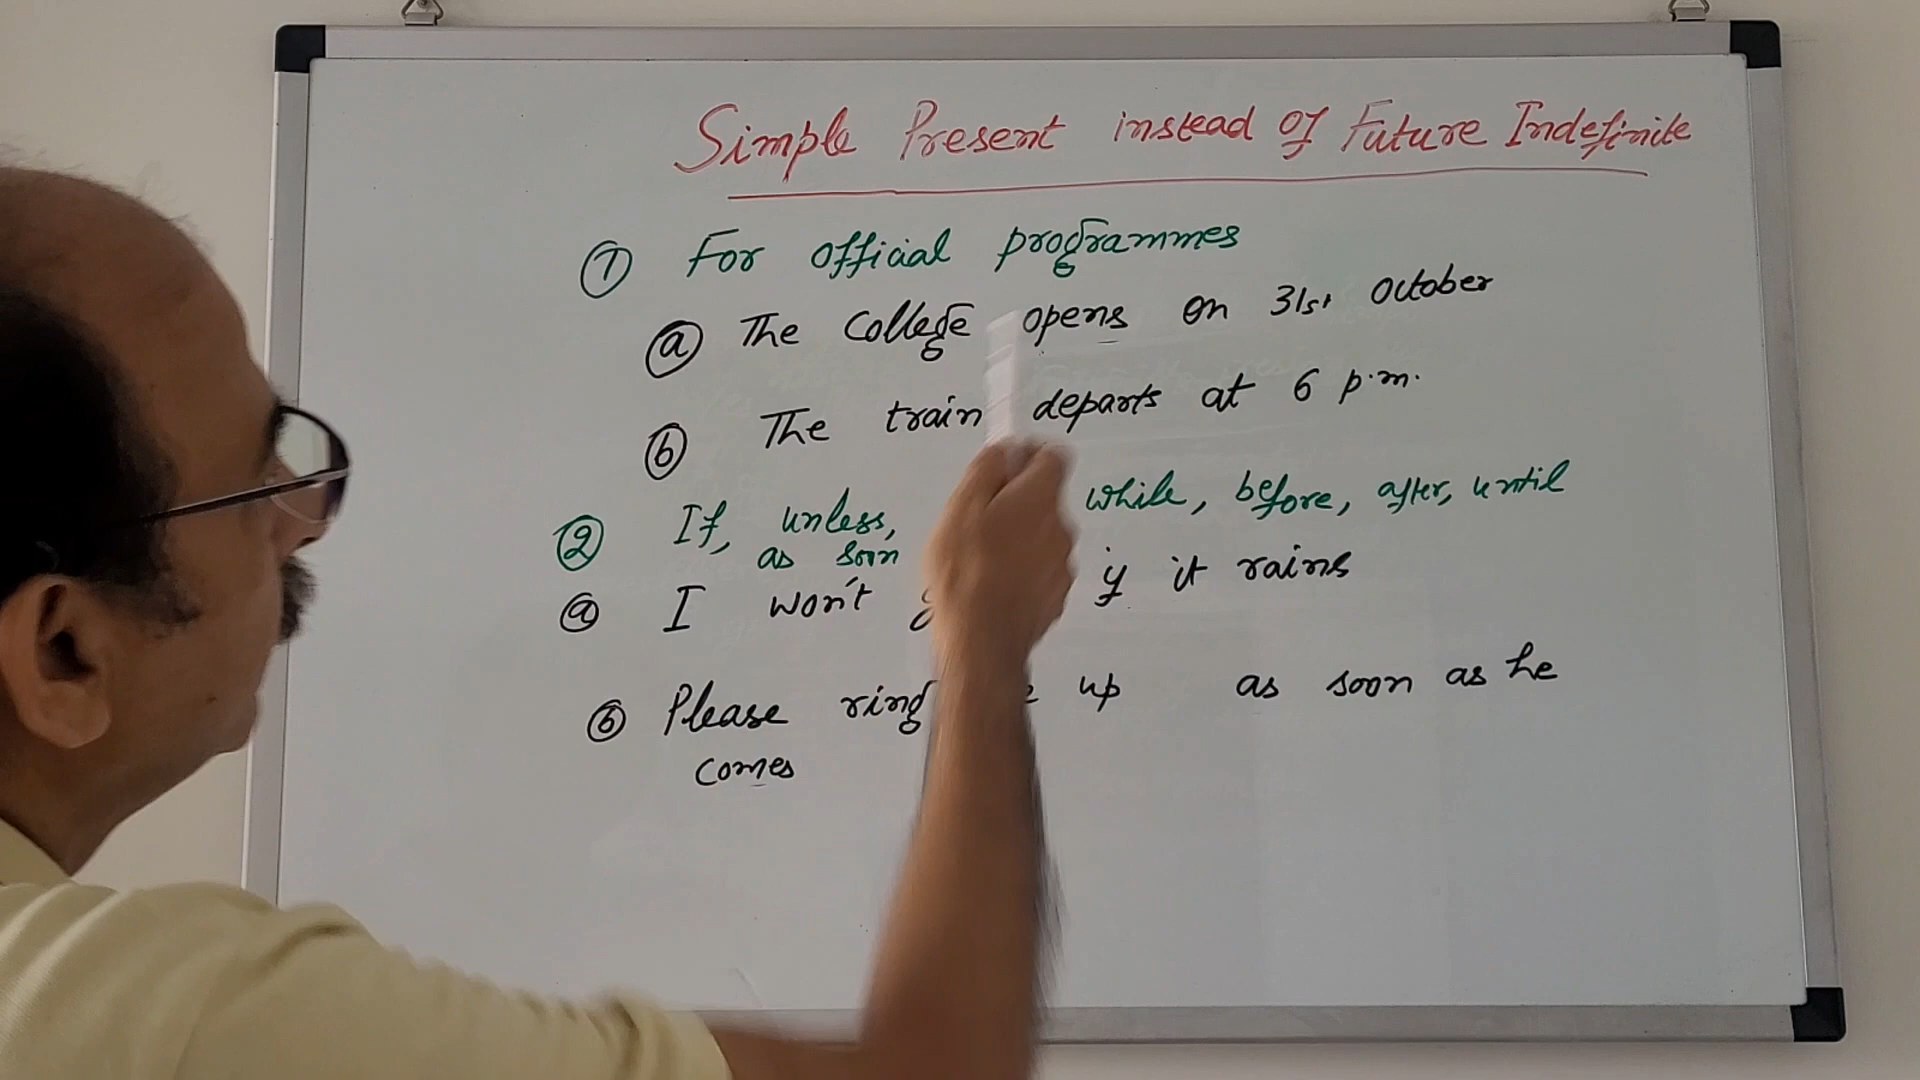 Simple Present instead of Future Indefinite
① For official programmes
ⓐ The College opens on 31st October
ⓑ The train departs at 6 p.m.
② If, unless, while, before, after, until
as soon
ⓐ I won't if it rains
ⓑ Please ring up as soon as he
comes